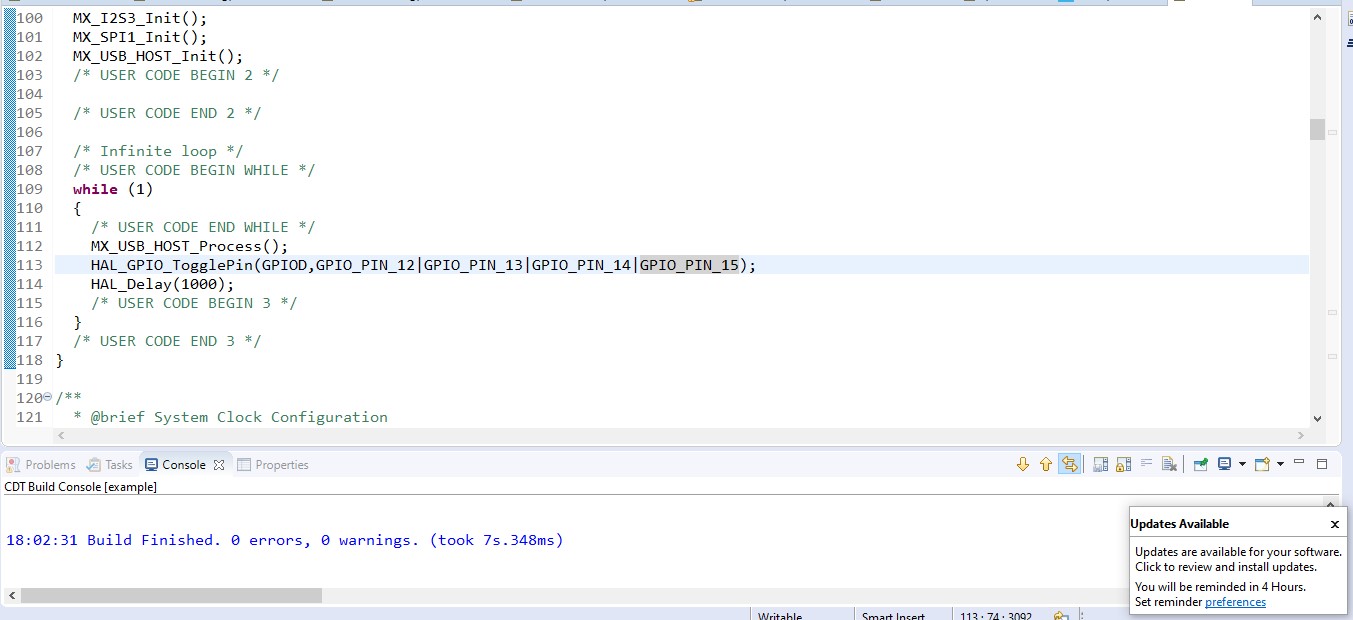 100 MX_I2S3_Init();
101 MX_SPI1_Init();
102 MX_USB_HOST_Init();
103 /* USER CODE BEGIN 2 */
104
105 /* USER CODE END 2 */
106
107 /* Infinite loop */
108 /* USER CODE BEGIN WHILE */
109 while (1)
110 {
111 /* USER CODE END WHILE */
112 MX_USB_HOST_Process();
113 HAL_GPIO_TogglePin(GPIOD,GPIO_PIN_12|GPIO_PIN_13|GPIO_PIN_14|GPIO_PIN_15);
114 HAL_Delay(1000);
115 /* USER CODE BEGIN 3 */
116 }
117 /* USER CODE END 3 */
118 }
119
120 /**
121 * @brief System Clock Configuration
Problems Tasks Console Properties
CDT Build Console [example]
18:02:31 Build Finished. 0 errors, 0 warnings. (took 7s.348ms)
Updates Available x
Updates are available for your software.
Click to review and install updates.
You will be reminded in 4 Hours.
Set reminder preferences
Writable Smart Insert 113 : 74 : 3092